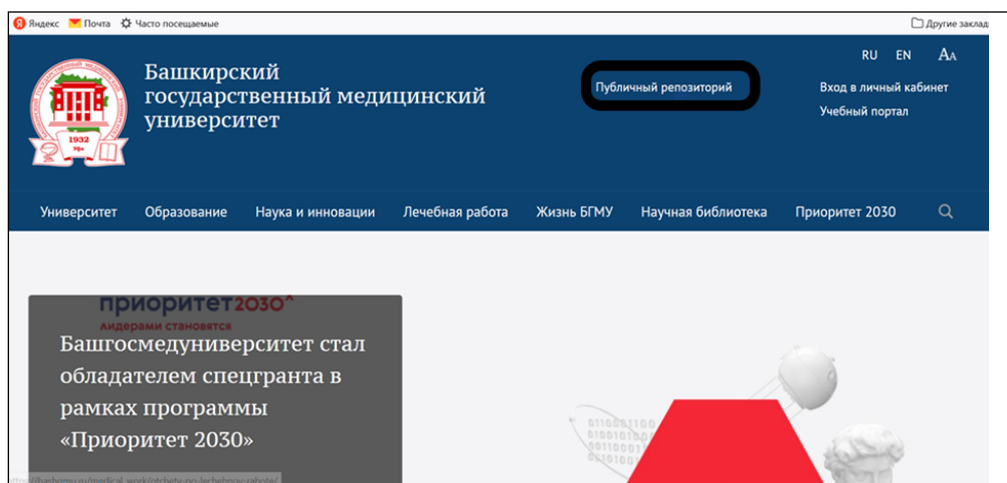 Яндекс Почта Часто посещаемые Другие заклад
RU EN AA
Башкирский
государственный медицинский
университет
1932
Уфа
Публичный репозиторий
Вход в личный кабинет
Учебный портал
Университет Образование Наука и инновации Лечебная работа Жизнь БГМУ Научная библиотека Приоритет 2030
приоритет2030^
лидерами становятся
Башгосмедуниверситет стал
обладателем спецгранта в
рамках программы
«Приоритет 2030»